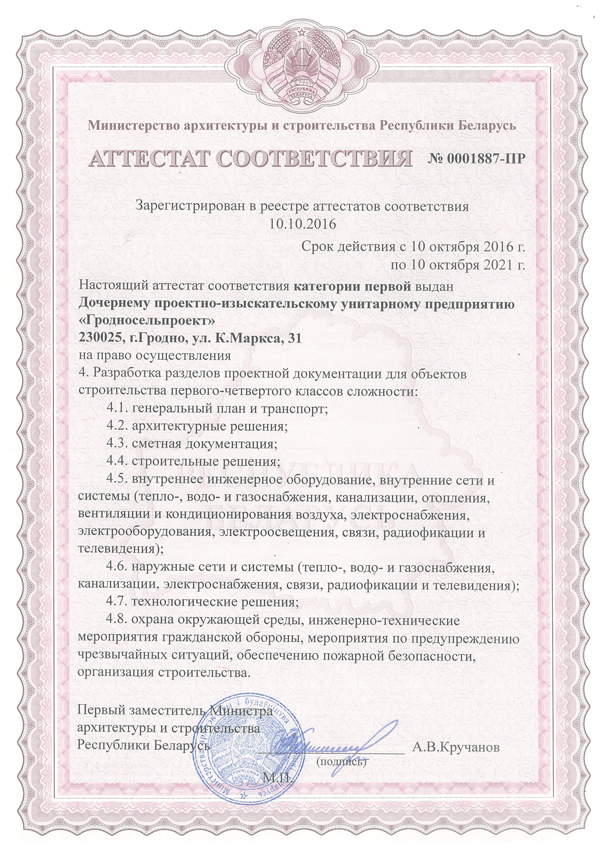 Министерство архитектуры и строительства Республики Беларусь
АТТЕСТАТ СООТВЕТСТВИЯ № 0001887-ПР
Зарегистрирован в реестре аттестатов соответствия
10.10.2016
Срок действия с 10 октября 2016 г.
по 10 октября 2021 г.
Настоящий аттестат соответствия категории первой выдан
Дочернему проектно-изыскательскому унитарному предприятию
«Гродносельпроект»
230025, г.Гродно, ул. К.Маркса, 31
на право осуществления
4. Разработка разделов проектной документации для объектов
строительства первого-четвертого классов сложности:
4.1. генеральный план и транспорт;
4.2. архитектурные решения;
4.3. сметная документация;
4.4. строительные решения;
4.5. внутреннее инженерное оборудование, внутренние сети и
системы (тепло-, водо- и газоснабжения, канализации, отопления,
вентиляции и кондиционирования воздуха, электроснабжения,
электрооборудования, электроосвещения, связи, радиофикации и
телевидения);
4.6. наружные сети и системы (тепло-, водо- и газоснабжения,
канализации, электроснабжения, связи, радиофикации и телевидения);
4.7. технологические решения;
4.8. охрана окружающей среды, инженерно-технические
мероприятия гражданской обороны, мероприятия по предупреждению
чрезвычайных ситуаций, обеспечению пожарной безопасности,
организация строительства.
Первый заместитель Министра
архитектуры и строительства
Республики Беларусь А.В.Кручанов
(подпись)
М.П.